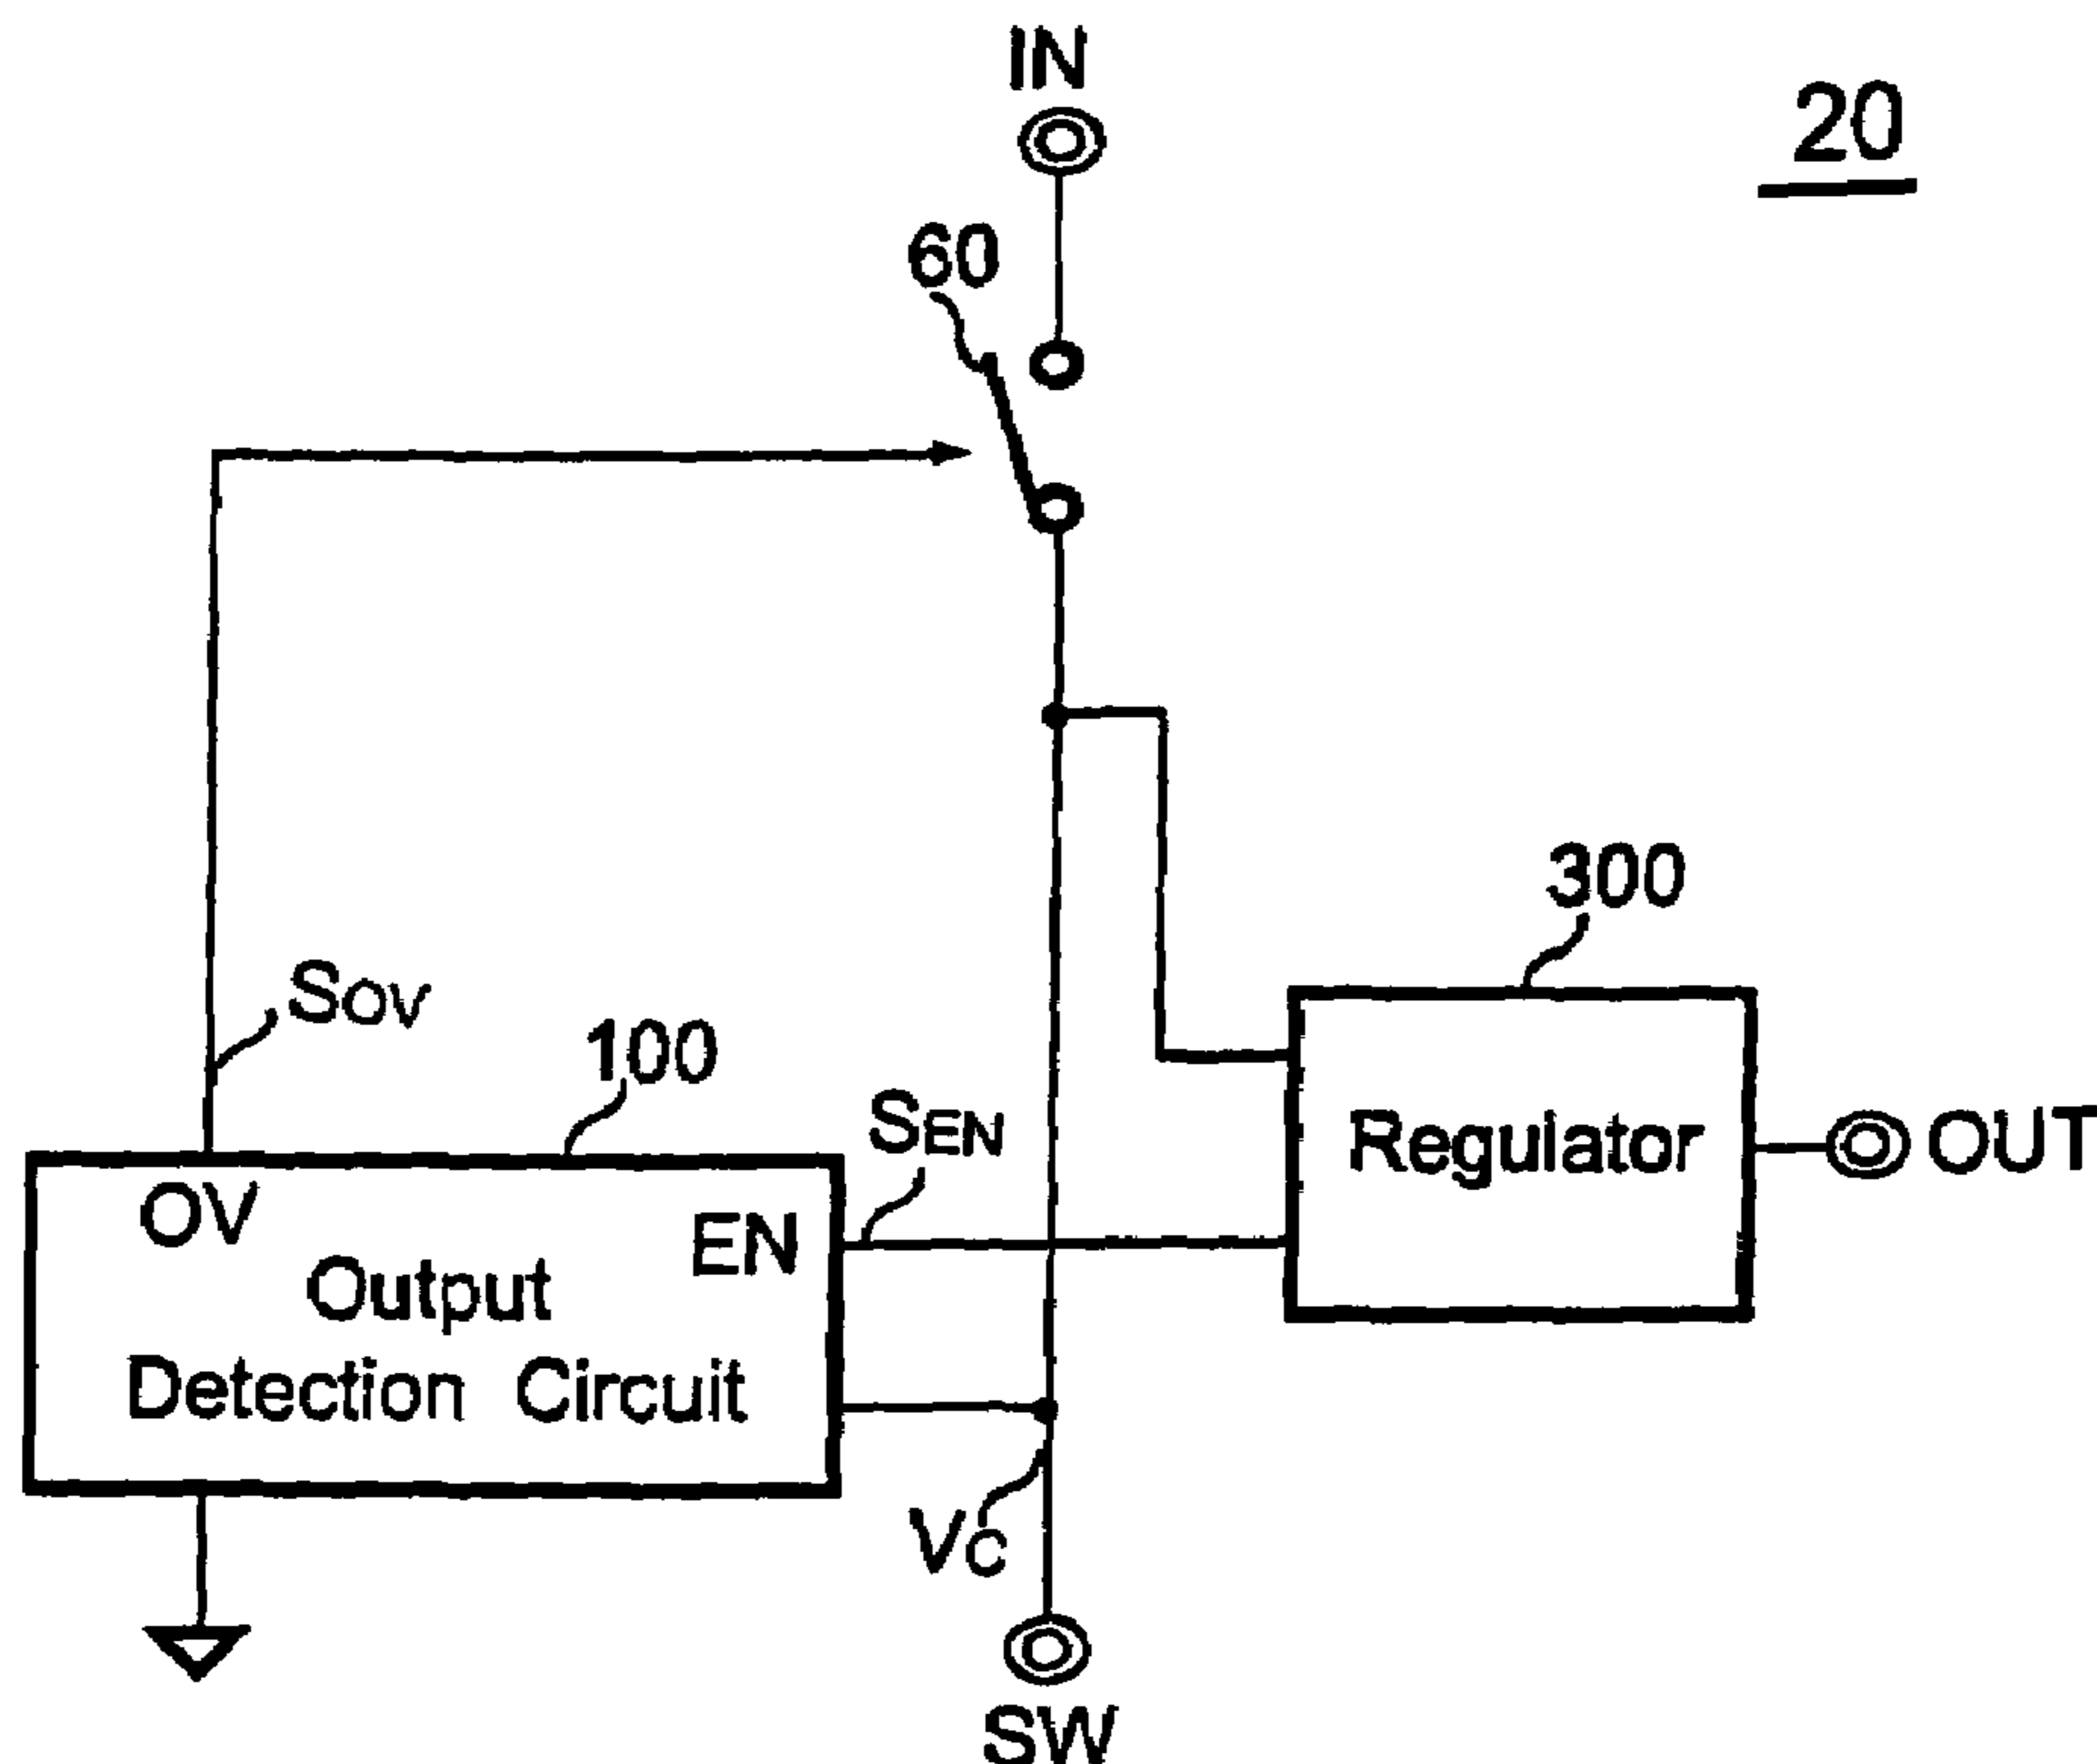 IN
20
60
300
SOV
100
SEN
Regulator
OUT
OV
EN
Output
Detection Circuit
VC
SW